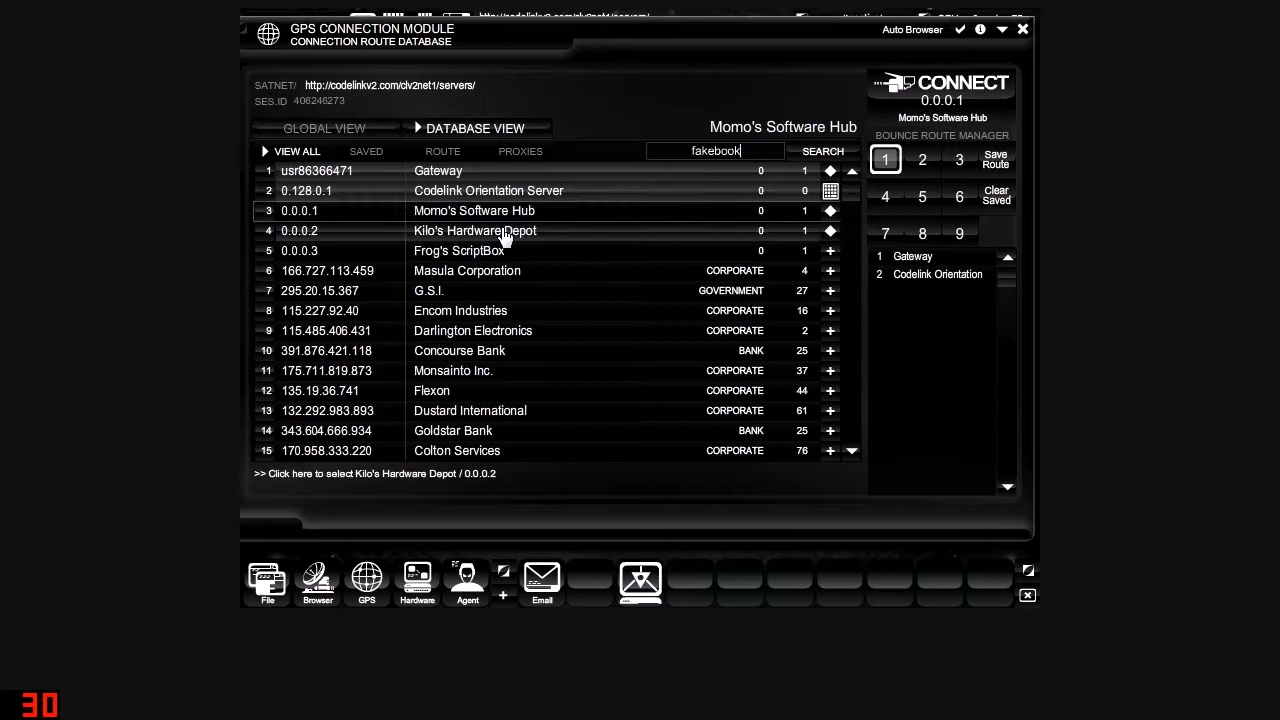 GPS CONNECTION MODULE
CONNECTION ROUTE DATABASE
Auto Browser
SATNET/ http://codelinkv2.com/clv2net1/servers/
SES.ID 406246273
CONNECT
0.0.0.1
Momo's Software Hub
GLOBAL VIEW DATABASE VIEW Momo's Software Hub
BOUNCE ROUTE MANAGER
VIEW ALL SAVED ROUTE PROXIES fakebook SEARCH
1 usr86366471 Gateway 0 1
2 0.128.0.1 Codelink Orientation Server 0 0
3 0.0.0.1 Momo's Software Hub 0 1
4 0.0.0.2 Kilo's Hardware Depot 0 1
5 0.0.0.3 Frog's ScriptBox 0 1
6 166.727.113.459 Masula Corporation CORPORATE 4
7 295.20.15.367 G.S.I. GOVERNMENT 27
8 115.227.92.40 Encom Industries CORPORATE 16
9 115.485.406.431 Darlington Electronics CORPORATE 2
10 391.876.421.118 Concourse Bank BANK 25
11 175.711.819.873 Monsainto Inc. CORPORATE 37
12 135.19.36.741 Flexon CORPORATE 44
13 132.292.983.893 Dustard International CORPORATE 61
14 343.604.666.934 Goldstar Bank BANK 25
15 170.958.333.220 Colton Services CORPORATE 76
>> Click here to select Kilo's Hardware Depot / 0.0.0.2
1 2 3 Save Route
4 5 6 Clear Saved
7 8 9
1 Gateway
2 Codelink Orientation
File Browser GPS Hardware Agent Email
30